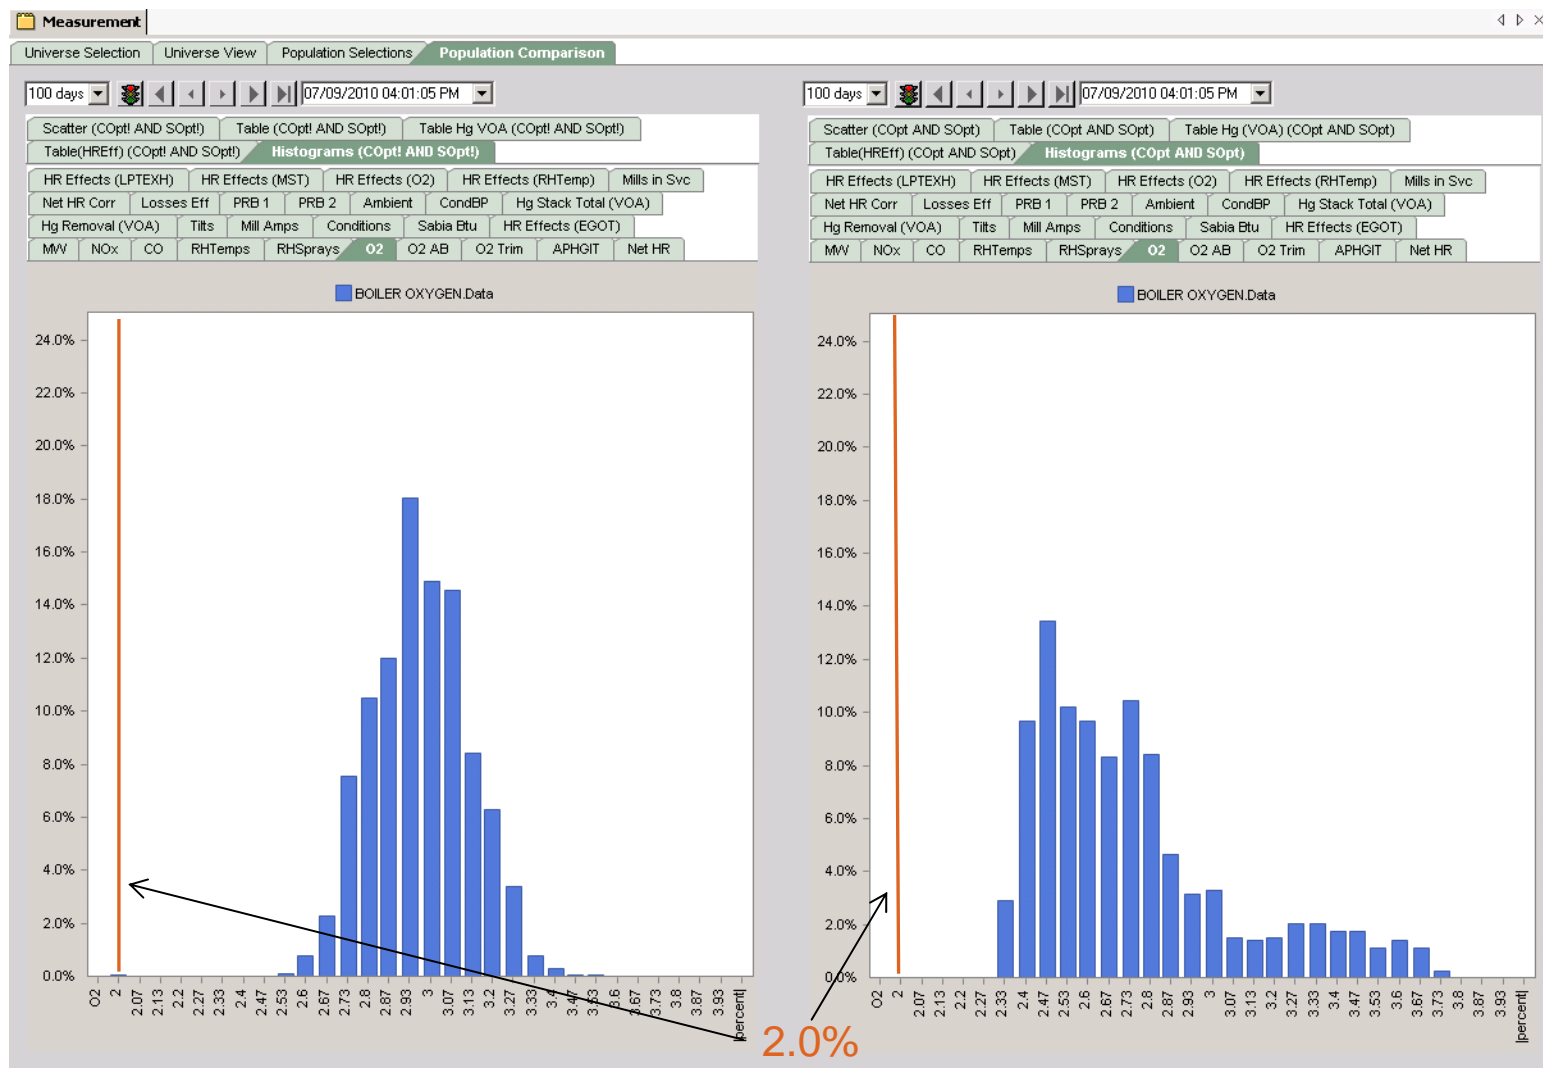 Measurement
Universe Selection Universe View Population Selections Population Comparison
100 days 07/09/2010 04:01:05 PM
Scatter (COpt! AND SOpt!) Table (COpt! AND SOpt!) Table Hg VOA (COpt! AND SOpt!)
Table(HREff) (COpt! AND SOpt!) Histograms (COpt! AND SOpt!)
HR Effects (LPTEXH) HR Effects (MST) HR Effects (O2) HR Effects (RHTemp) Mills in Svc
Net HR Corr Losses Eff PRB 1 PRB 2 Ambient CondBP Hg Stack Total (VOA)
Hg Removal (VOA) Tilts Mill Amps Conditions Sabia Btu HR Effects (EGOT)
MW NOx CO RHTemps RHSprays O2 O2 AB O2 Trim APHGIT Net HR
BOILER OXYGEN.Data
24.0%
22.0%
20.0%
18.0%
16.0%
14.0%
12.0%
10.0%
8.0%
6.0%
4.0%
2.0%
0.0%
O2 2 2.07 2.13 2.2 2.27 2.33 2.4 2.47 2.53 2.6 2.67 2.73 2.8 2.87 2.93 3 3.07 3.13 3.2 3.27 3.33 3.4 3.47 3.53 3.6 3.67 3.73 3.8 3.87 3.93 |percent|
100 days 07/09/2010 04:01:05 PM
Scatter (COpt AND SOpt) Table (COpt AND SOpt) Table Hg (VOA) (COpt AND SOpt)
Table(HREff) (COpt AND SOpt) Histograms (COpt AND SOpt)
HR Effects (LPTEXH) HR Effects (MST) HR Effects (O2) HR Effects (RHTemp) Mills in Svc
Net HR Corr Losses Eff PRB 1 PRB 2 Ambient CondBP Hg Stack Total (VOA)
Hg Removal (VOA) Tilts Mill Amps Conditions Sabia Btu HR Effects (EGOT)
MW NOx CO RHTemps RHSprays O2 O2 AB O2 Trim APHGIT Net HR
BOILER OXYGEN.Data
24.0%
22.0%
20.0%
18.0%
16.0%
14.0%
12.0%
10.0%
8.0%
6.0%
4.0%
2.0%
0.0%
O2 2 2.07 2.13 2.2 2.27 2.33 2.4 2.47 2.53 2.6 2.67 2.73 2.8 2.87 2.93 3 3.07 3.13 3.2 3.27 3.33 3.4 3.47 3.53 3.6 3.67 3.73 3.8 3.87 3.93 |percent|
2.0%